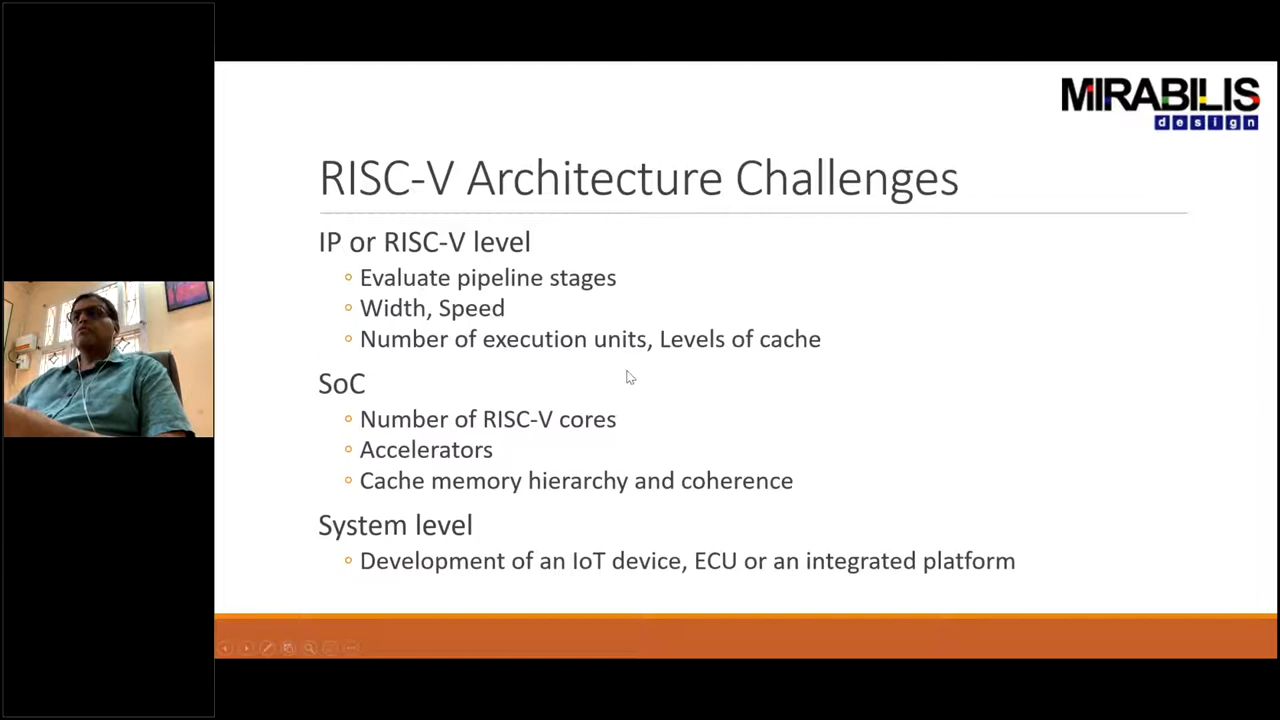 MIRABILIS
design
RISC-V Architecture Challenges
IP or RISC-V level
Evaluate pipeline stages
Width, Speed
Number of execution units, Levels of cache
SoC
Number of RISC-V cores
Accelerators
Cache memory hierarchy and coherence
System level
Development of an IoT device, ECU or an integrated platform